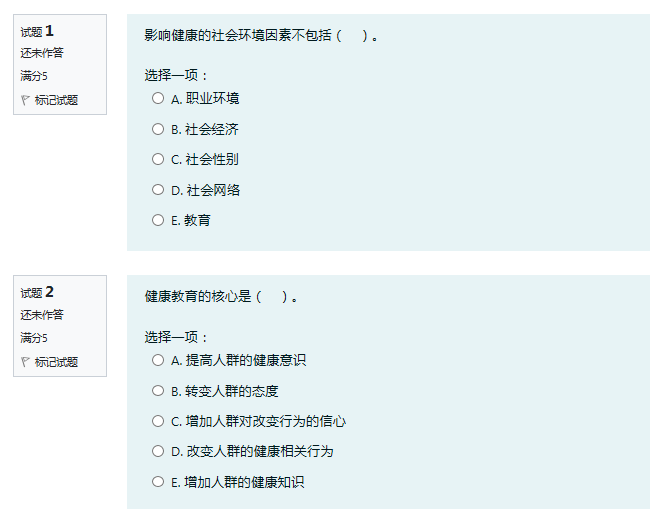 试题 1
还未作答
满分5
标记试题
影响健康的社会环境因素不包括（ ）。
选择一项：
A. 职业环境
B. 社会经济
C. 社会性别
D. 社会网络
E. 教育
试题 2
还未作答
满分5
标记试题
健康教育的核心是（ ）。
选择一项：
A. 提高人群的健康意识
B. 转变人群的态度
C. 增加人群对改变行为的信心
D. 改变人群的健康相关行为
E. 增加人群的健康知识